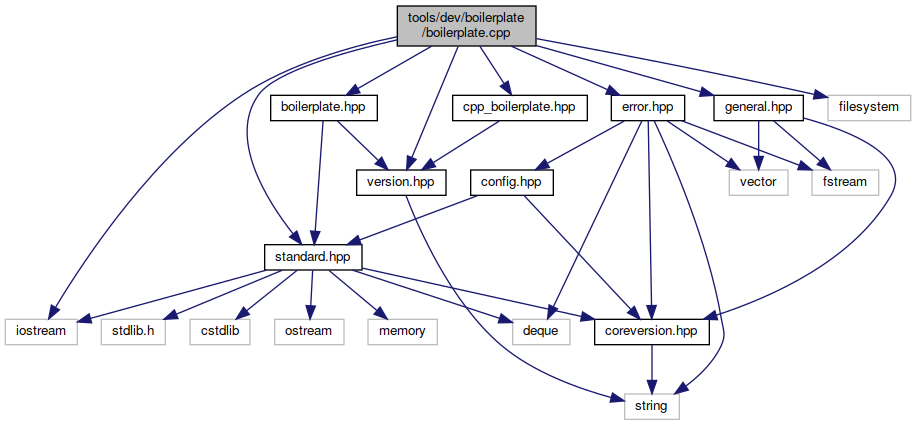 tools/dev/boilerplate
/boilerplate.cpp
boilerplate.hpp
cpp_boilerplate.hpp
error.hpp
general.hpp
filesystem
version.hpp
config.hpp
vector
fstream
standard.hpp
iostream
stdlib.h
cstdlib
ostream
memory
deque
coreversion.hpp
string